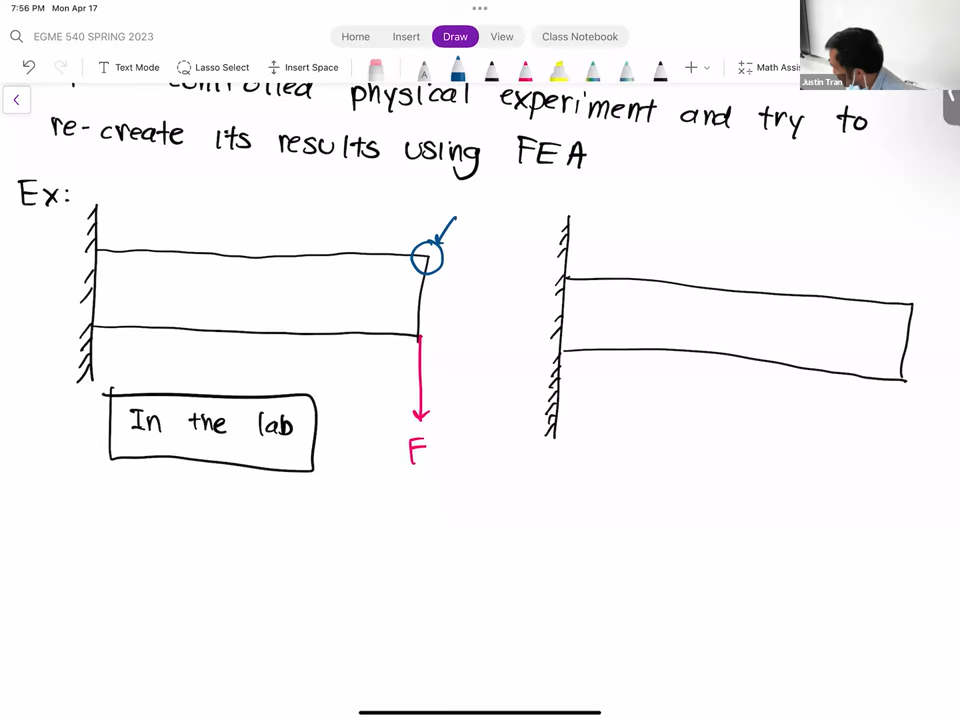 7:56 PM Mon Apr 17
EGME 540 SPRING 2023
Home Insert Draw View Class Notebook
Text Mode Lasso Select Insert Space Math Assis
Justin Tran
controlled physical experiment and try to
re-create its results using FEA
Ex:
In the lab
F